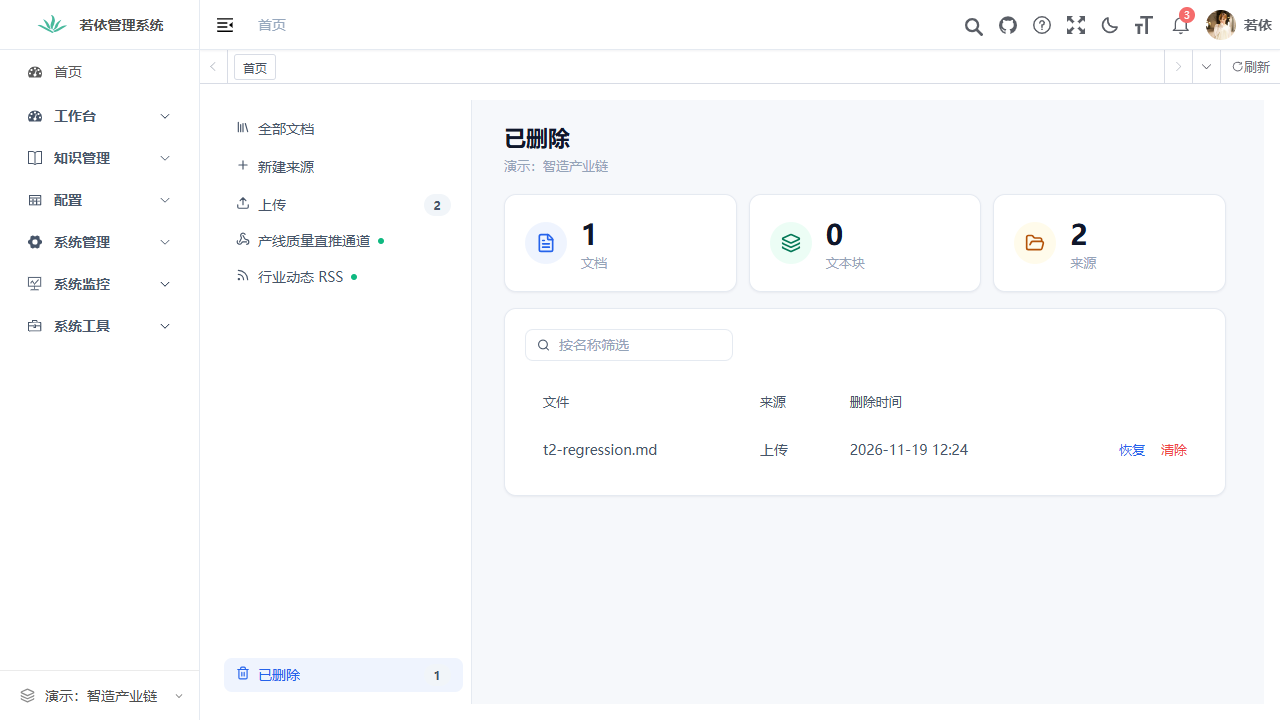 若依管理系统
首页
3
若依
首页
刷新
首页
工作台
知识管理
配置
系统管理
系统监控
系统工具
演示：智造产业链
全部文档
新建来源
上传 2
产线质量直推通道
行业动态 RSS
已删除 1
已删除
演示：智造产业链
1
文档
0
文本块
2
来源
按名称筛选
文件 来源 删除时间
t2-regression.md 上传 2026-11-19 12:24 恢复 清除